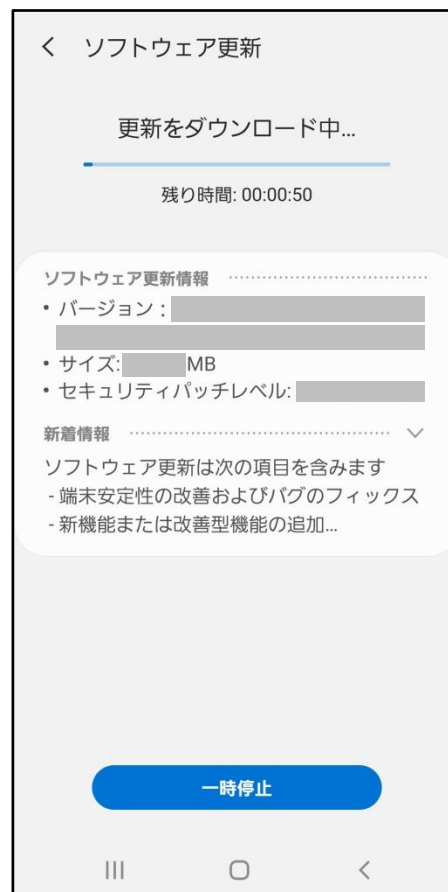 ソフトウェア更新
更新をダウンロード中...
残り時間: 00:00:50
ソフトウェア更新情報
• バージョン :
• サイズ: MB
• セキュリティパッチレベル:
新着情報
ソフトウェア更新は次の項目を含みます
- 端末安定性の改善およびバグのフィックス
- 新機能または改善型機能の追加...
一時停止